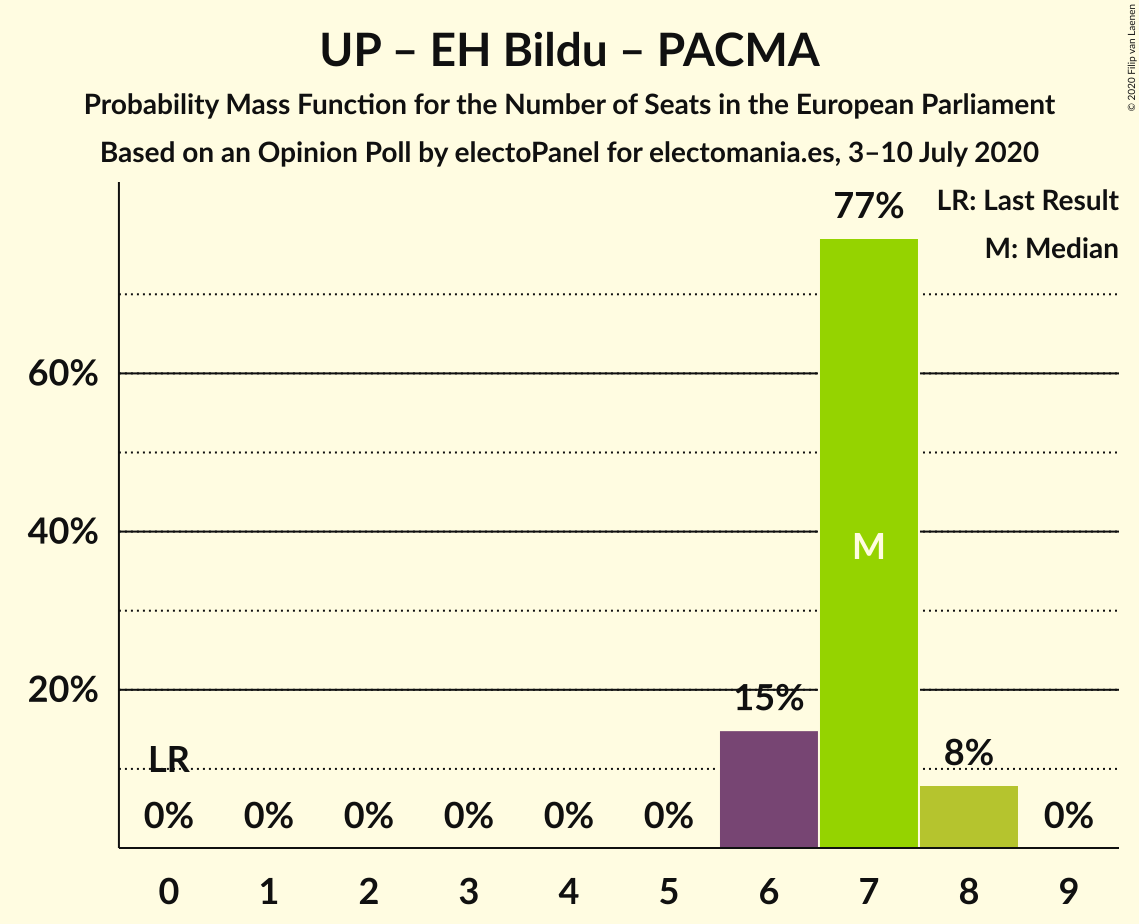 UP – EH Bildu – PACMA
Probability Mass Function for the Number of Seats in the European Parliament
Based on an Opinion Poll by electoPanel for electomania.es, 3–10 July 2020
© 2020 Filip van Laenen
LR: Last Result
M: Median
77%
60%
40%
M
20%
15%
LR
8%
0% 0% 0% 0% 0% 0% 0%
0 1 2 3 4 5 6 7 8 9